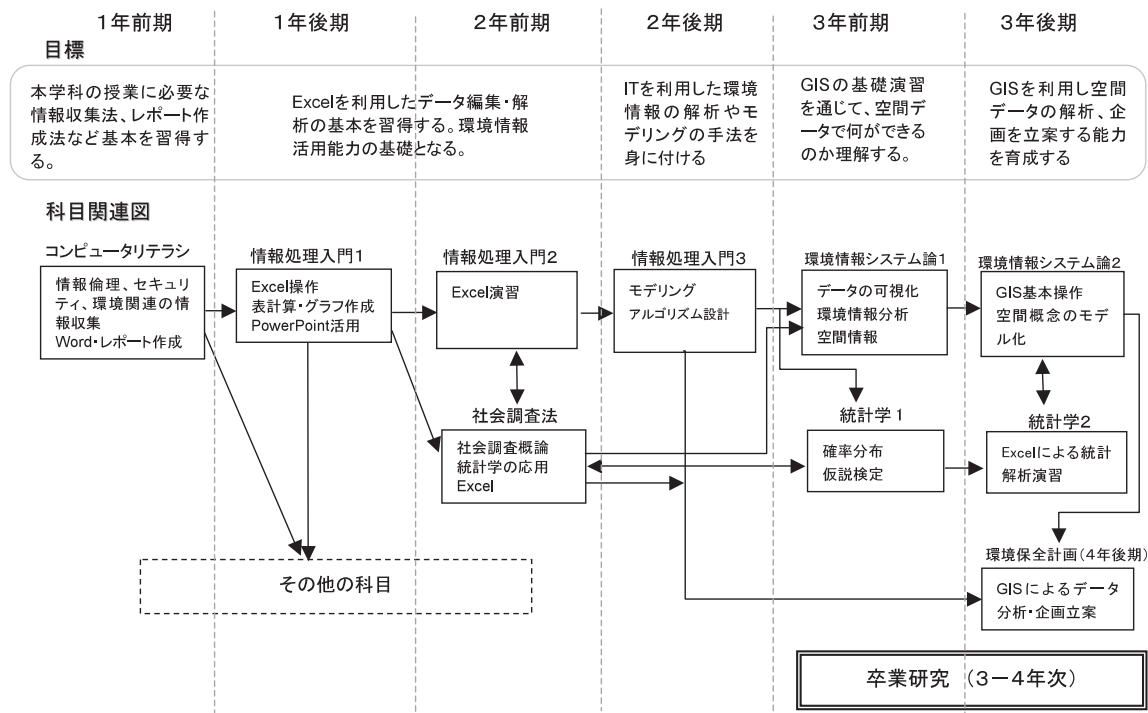 1年前期
1年後期
2年前期
2年後期
3年前期
3年後期
目標
本学科の授業に必要な
情報収集法、レポート作
成法など基本を習得す
る。
Excelを利用したデータ編集・解
析の基本を習得する。環境情報
活用能力の基礎となる。
ITを利用した環境
情報の解析やモ
デリングの手法を
身に付ける
GISの基礎演習
を通じて、空間デー
タで何ができる
のか理解する。
GISを利用し空間
データの解析、企
画を立案する能力
を育成する
科目関連図
コンピュータリテラシ
情報倫理、セキュリ
ティ、環境関連の情
報収集
Word・レポート作成
情報処理入門1
Excel操作
表計算・グラフ作成
PowerPoint活用
情報処理入門2
Excel演習
情報処理入門3
モデリング
アルゴリズム設計
環境情報システム論1
データの可視化
環境情報分析
空間情報
環境情報システム論2
GIS基本操作
空間概念のモデ
ル化
社会調査法
社会調査概論
統計学の応用
Excel
統計学1
確率分布
仮説検定
統計学2
Excelによる統計
解析演習
その他の科目
環境保全計画(4年後期)
GISによるデータ
分析・企画立案
卒業研究 (3-4年次)